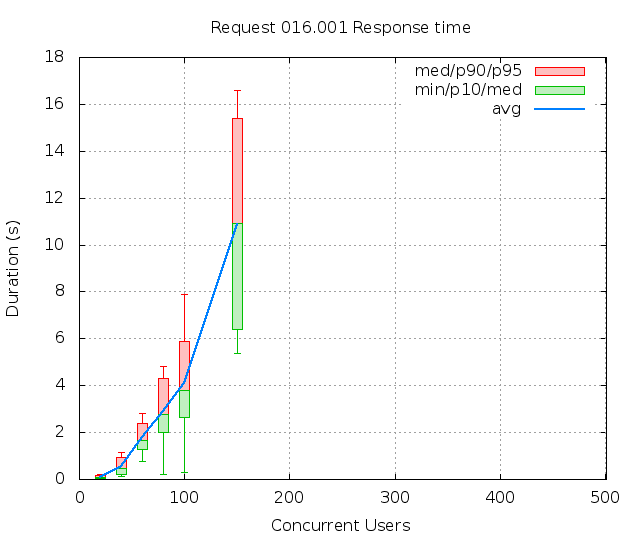 Request 016.001 Response time
med/p90/p95
min/p10/med
avg
Duration (s)
18
16
14
12
10
8
6
4
2
0
0 100 200 300 400 500
Concurrent Users